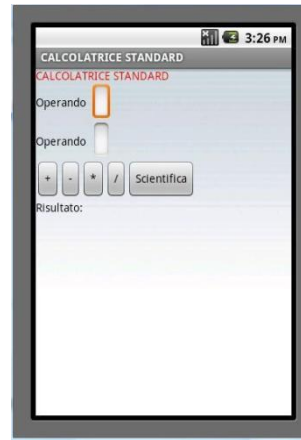 3:26 PM
CALCOLATRICE STANDARD
CALCOLATRICE STANDARD
Operando
Operando
+ - * / Scientifica
Risultato: